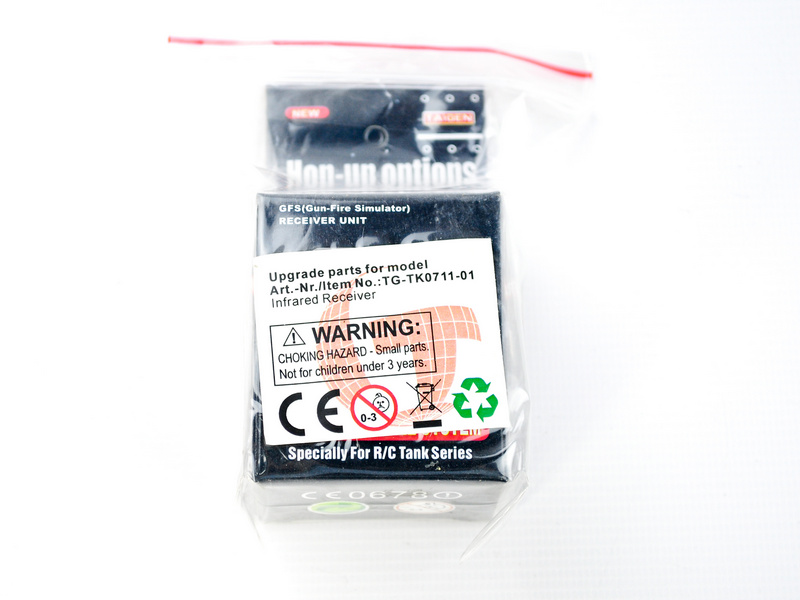 NEW
TAIGEN
Hop-up options
GFS(Gun-Fire Simulator)
RECEIVER UNIT
Upgrade parts for model
Art.-Nr./Item No.:TG-TK0711-01
Infrared Receiver
WARNING:
CHOKING HAZARD - Small parts.
Not for children under 3 years.
CE
0-3
Specially For R/C Tank Series
CE0678